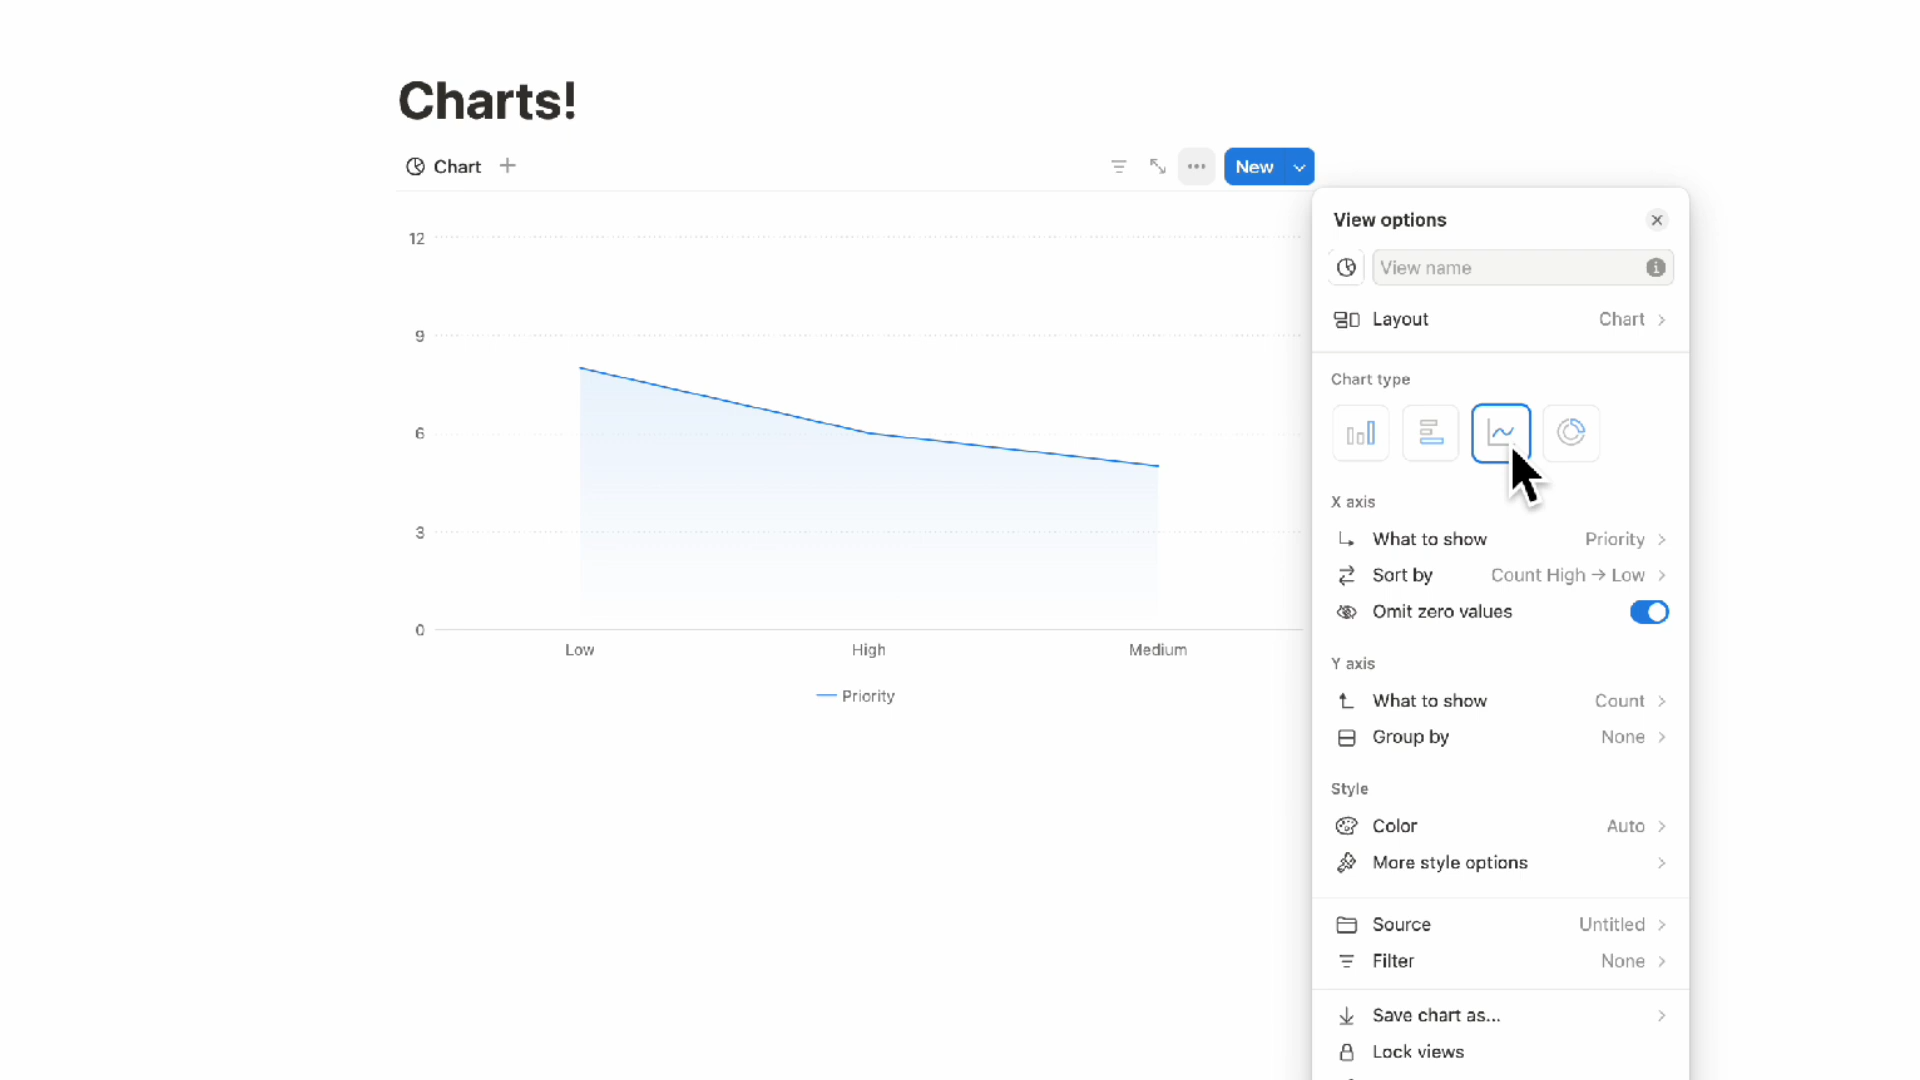 Charts!
Chart
New
12
9
6
3
0
Low High Medium
Priority
View options
View name
Layout Chart
Chart type
X axis
What to show Priority
Sort by Count High → Low
Omit zero values
Y axis
What to show Count
Group by None
Style
Color Auto
More style options
Source Untitled
Filter None
Save chart as...
Lock views